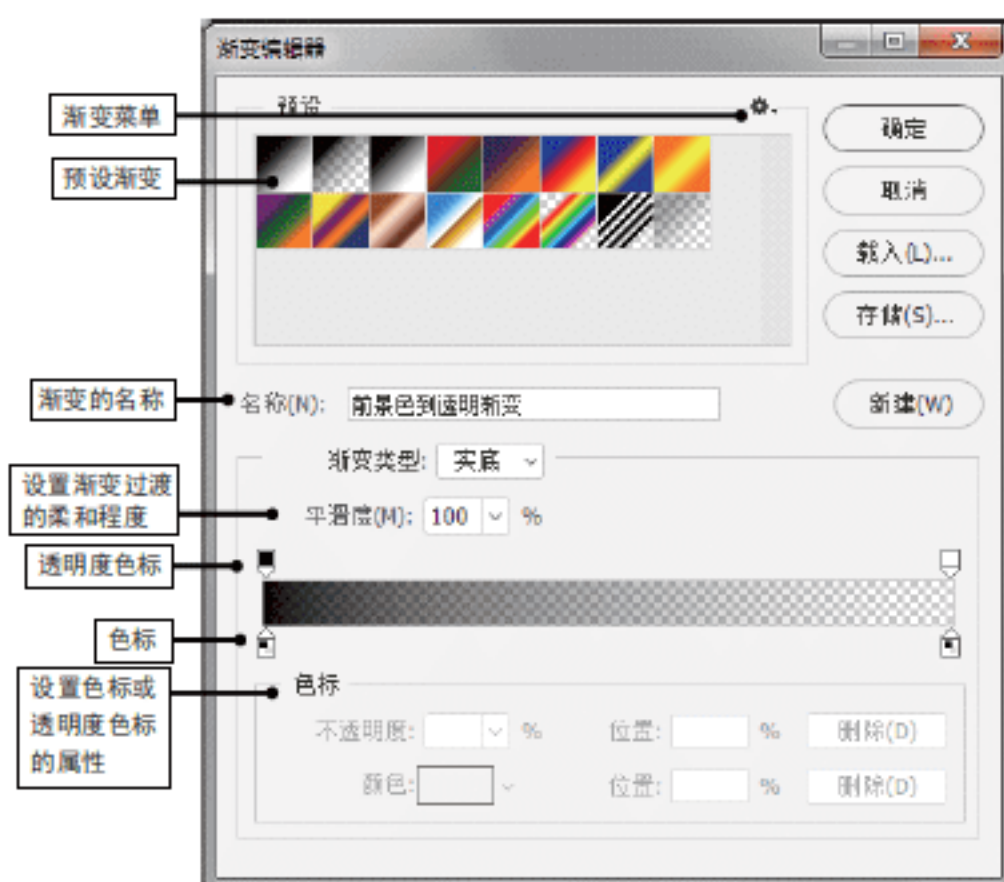 渐变编辑器
渐变菜单
预设
预设渐变
确定
取消
载入(L)...
存储(S)...
渐变的名称
名称(N): 前景色到透明渐变
新建(W)
渐变类型: 实底
设置渐变过渡
的柔和程度
平滑度(M): 100 %
透明度色标
色标
设置色标或
透明度色标
的属性
色标
不透明度: % 位置: % 删除(D)
颜色: 位置: % 删除(D)